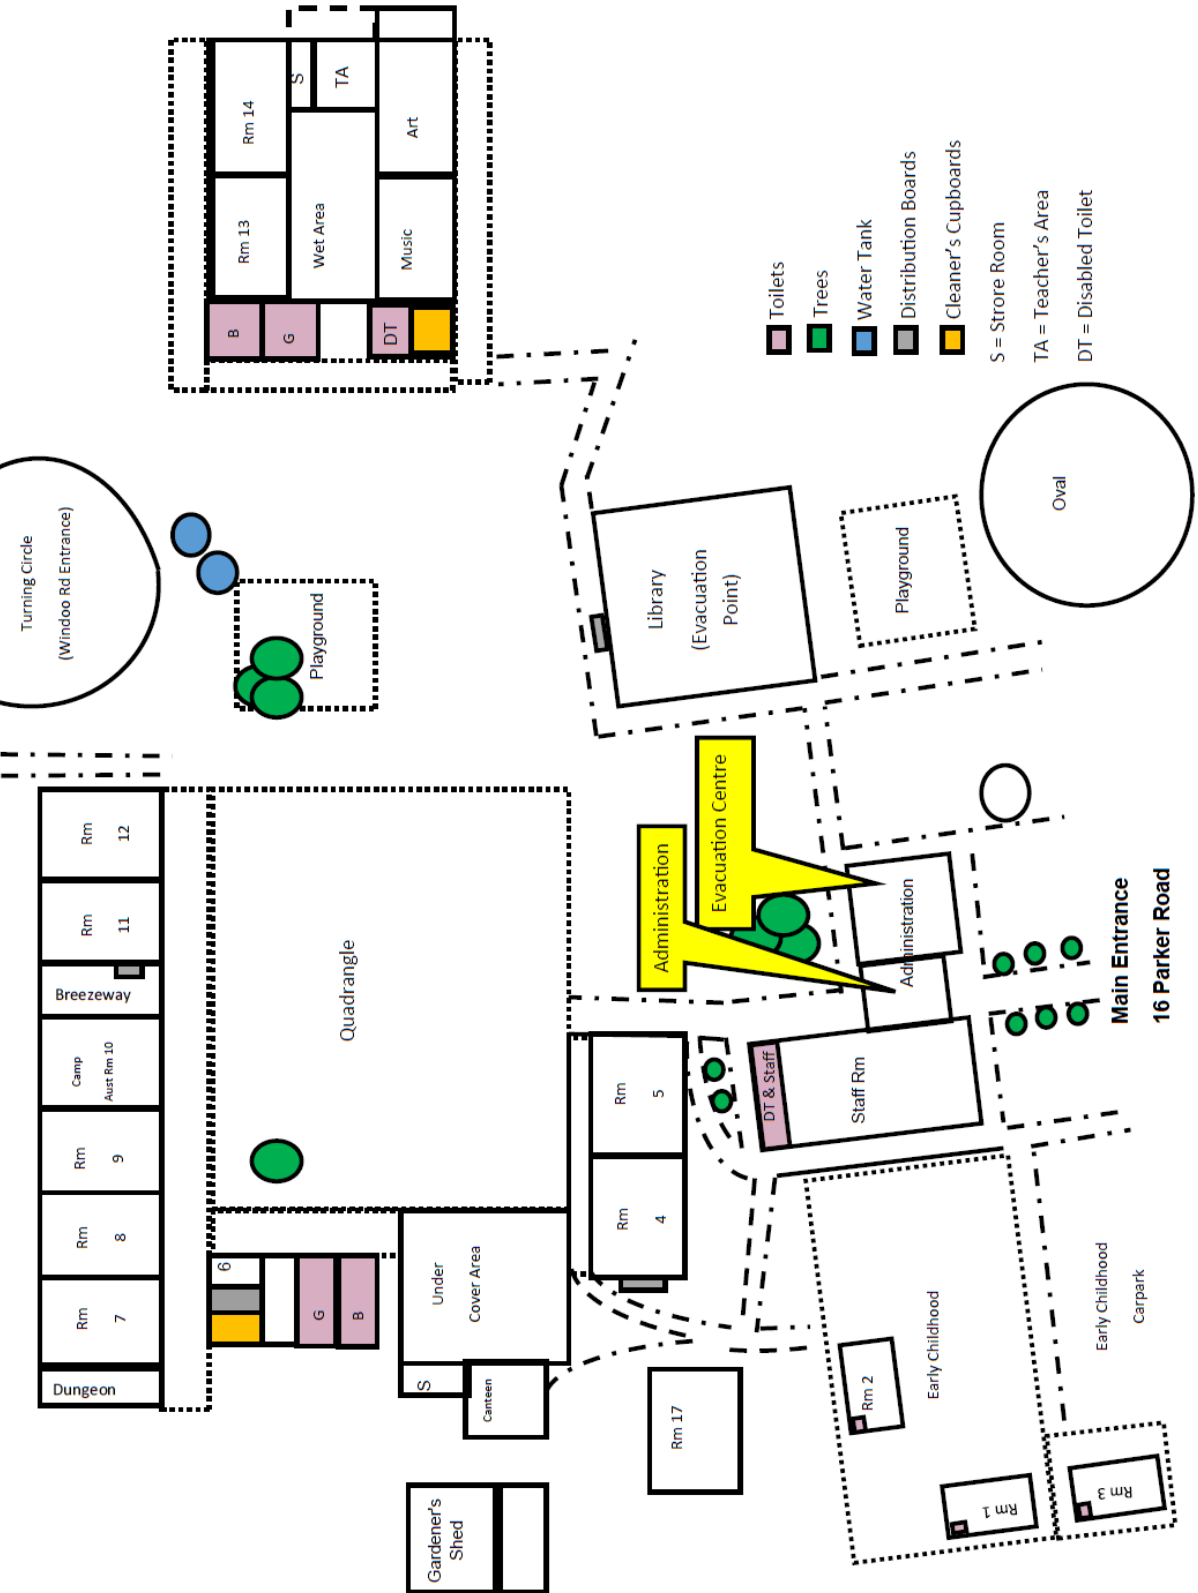 Turning Circle
(Windoo Rd Entrance)
Rm 14
S
TA
Art
Rm 13
Wet Area
Music
B
G
DT
Playground
Rm
12
Rm
11
Breezeway
Camp
Aust Rm 10
Rm
9
Rm
8
Rm
7
Dungeon
Quadrangle
6
G
B
Under
Cover Area
S
Canteen
Gardener's
Shed
Rm
5
Rm
4
Rm 17
Library
(Evacuation
Point)
Playground
Oval
Evacuation Centre
Administration
Administration
DT & Staff
Staff Rm
Main Entrance
16 Parker Road
Early Childhood
Rm 2
Rm 1
Rm 3
Early Childhood
Carpark
Toilets
Trees
Water Tank
Distribution Boards
Cleaner's Cupboards
S = Strore Room
TA = Teacher's Area
DT = Disabled Toilet